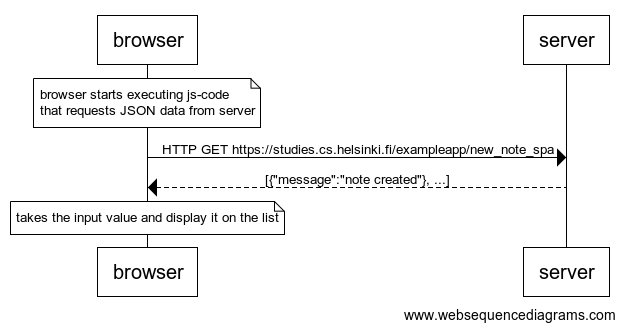 browser
server
browser starts executing js-code
that requests JSON data from server
HTTP GET https://studies.cs.helsinki.fi/exampleapp/new_note_spa
[{"message":"note created"}, ...]
takes the input value and display it on the list
browser
server
www.websequencediagrams.com